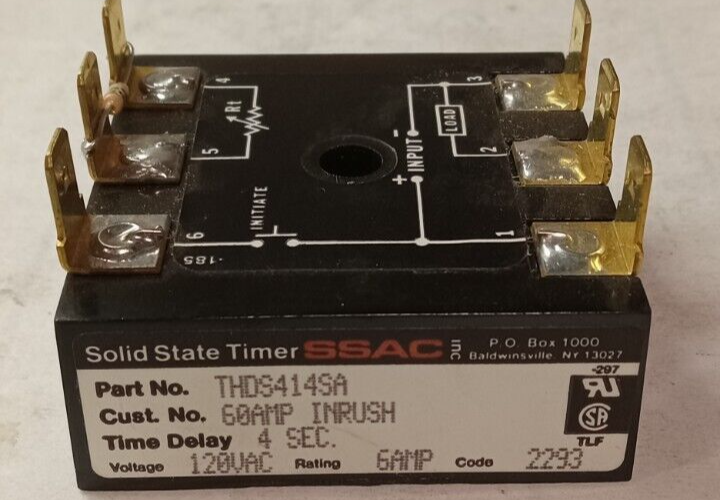 4
Rt
5
6
INITIATE
-185
3
LOAD
2
- INPUT +
1
Solid State Timer SSAC INC P.O. Box 1000
Baldwinsville, NY 13027
-297
Part No. THDS414SA
Cust. No. 60AMP INRUSH
Time Delay 4 SEC.
Voltage 120VAC Rating 6AMP Code 2293
UR
SA
TLF